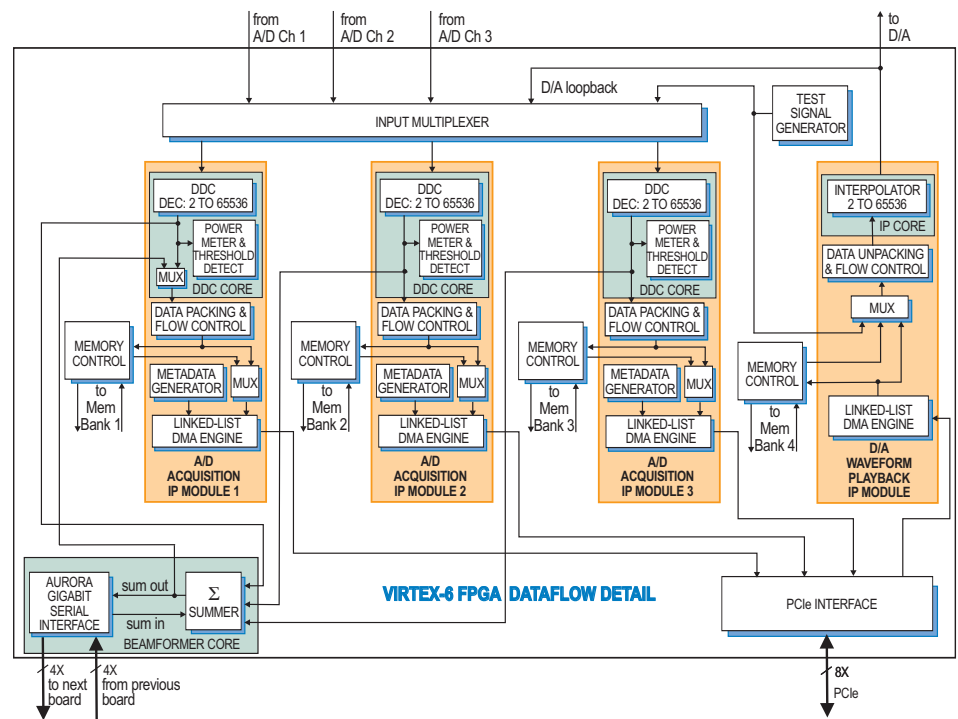 from
A/D Ch 1
from
A/D Ch 2
from
A/D Ch 3
to
D/A
D/A loopback
INPUT MULTIPLEXER
TEST
SIGNAL
GENERATOR
DDC
DEC: 2 TO 65536
POWER
METER &
THRESHOLD
DETECT
MUX
DDC CORE
DATA PACKING &
FLOW CONTROL
MEMORY
CONTROL
METADATA
GENERATOR
MUX
to
Mem
Bank 1
LINKED-LIST
DMA ENGINE
A/D
ACQUISITION
IP MODULE 1
DDC
DEC: 2 TO 65536
POWER
METER &
THRESHOLD
DETECT
DDC CORE
DATA PACKING &
FLOW CONTROL
MEMORY
CONTROL
METADATA
GENERATOR
MUX
to
Mem
Bank 2
LINKED-LIST
DMA ENGINE
A/D
ACQUISITION
IP MODULE 2
DDC
DEC: 2 TO 65536
POWER
METER &
THRESHOLD
DETECT
DDC CORE
DATA PACKING &
FLOW CONTROL
MEMORY
CONTROL
METADATA
GENERATOR
MUX
to
Mem
Bank 3
LINKED-LIST
DMA ENGINE
A/D
ACQUISITION
IP MODULE 3
INTERPOLATOR
2 TO 65536
IP CORE
DATA UNPACKING
& FLOW CONTROL
MUX
MEMORY
CONTROL
to
Mem
Bank 4
LINKED-LIST
DMA ENGINE
D/A
WAVEFORM
PLAYBACK
IP MODULE
AURORA
GIGABIT
SERIAL
INTERFACE
sum out
sum in
Σ
SUMMER
BEAMFORMER CORE
VIRTEX-6 FPGA DATAFLOW DETAIL
PCIe INTERFACE
4X
to next
board
4X
from previous
board
8X
PCIe